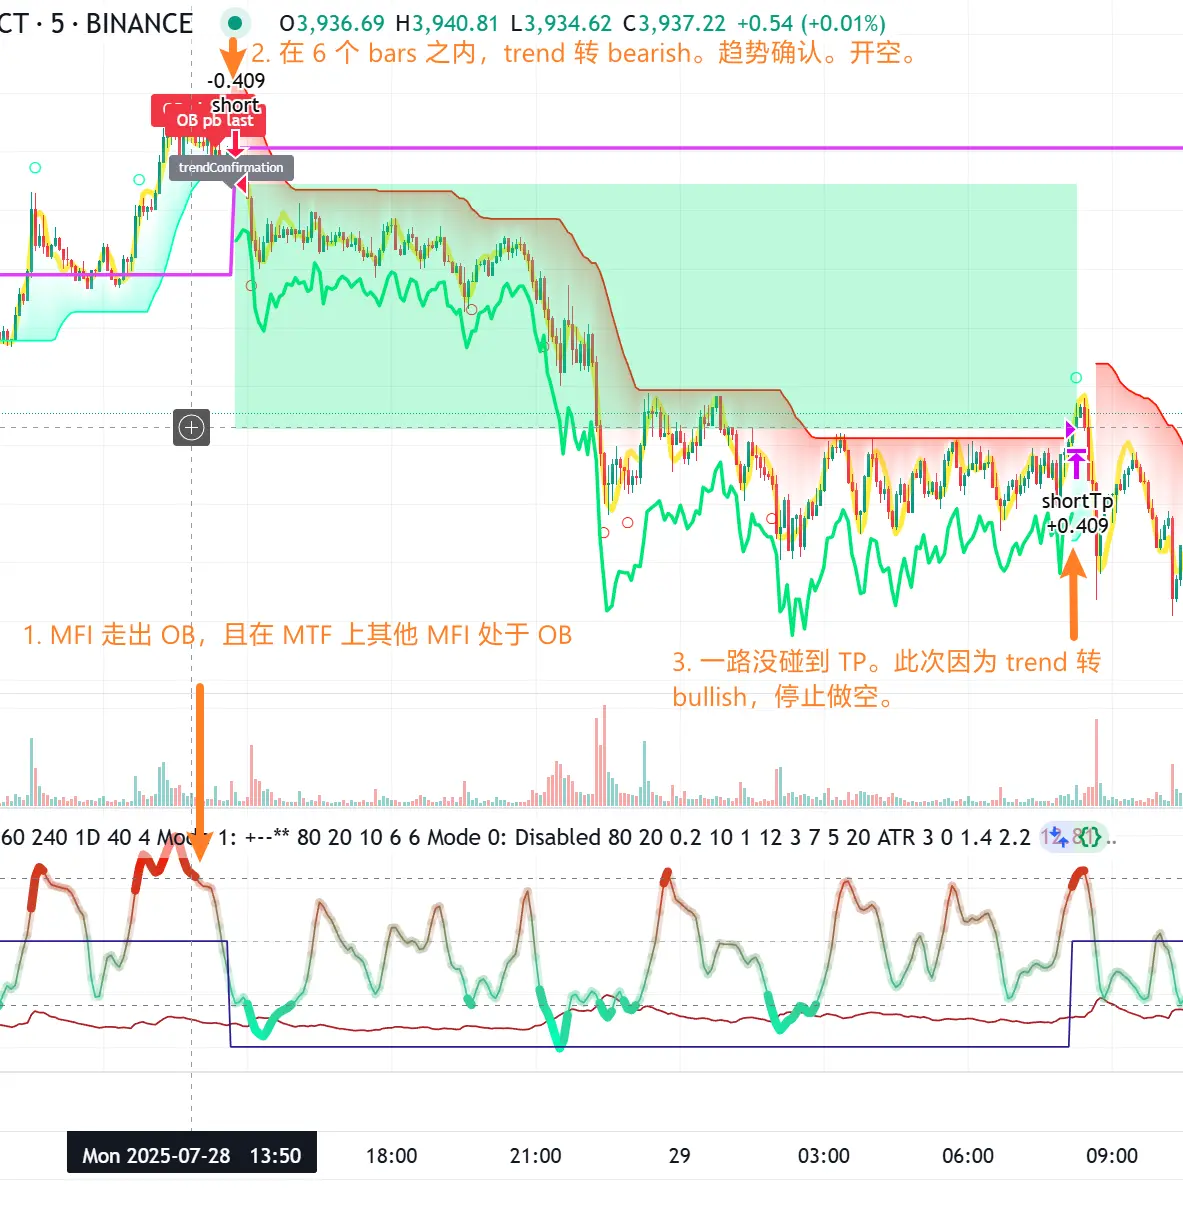 CT · 5 · BINANCE O3,936.69 H3,940.81 L3,934.62 C3,937.22 +0.54 (+0.01%)
2. 在 6 个 bars 之内，trend 转 bearish。趋势确认。开空。
-0.409
short
OB pb last
trendConfirmation
shortTp
+0.409
1. MFI 走出 OB，且在 MTF 上其他 MFI 处于 OB
3. 一路没碰到 TP。此次因为 trend 转
bullish，停止做空。
60 240 1D 40 4 Mode 1: +--** 80 20 10 6 6 Mode 0: Disabled 80 20 0.2 10 1 12 3 7 5 20 ATR 3 0 1.4 2.2
Mon 2025-07-28 13:50 18:00 21:00 29 03:00 06:00 09:00